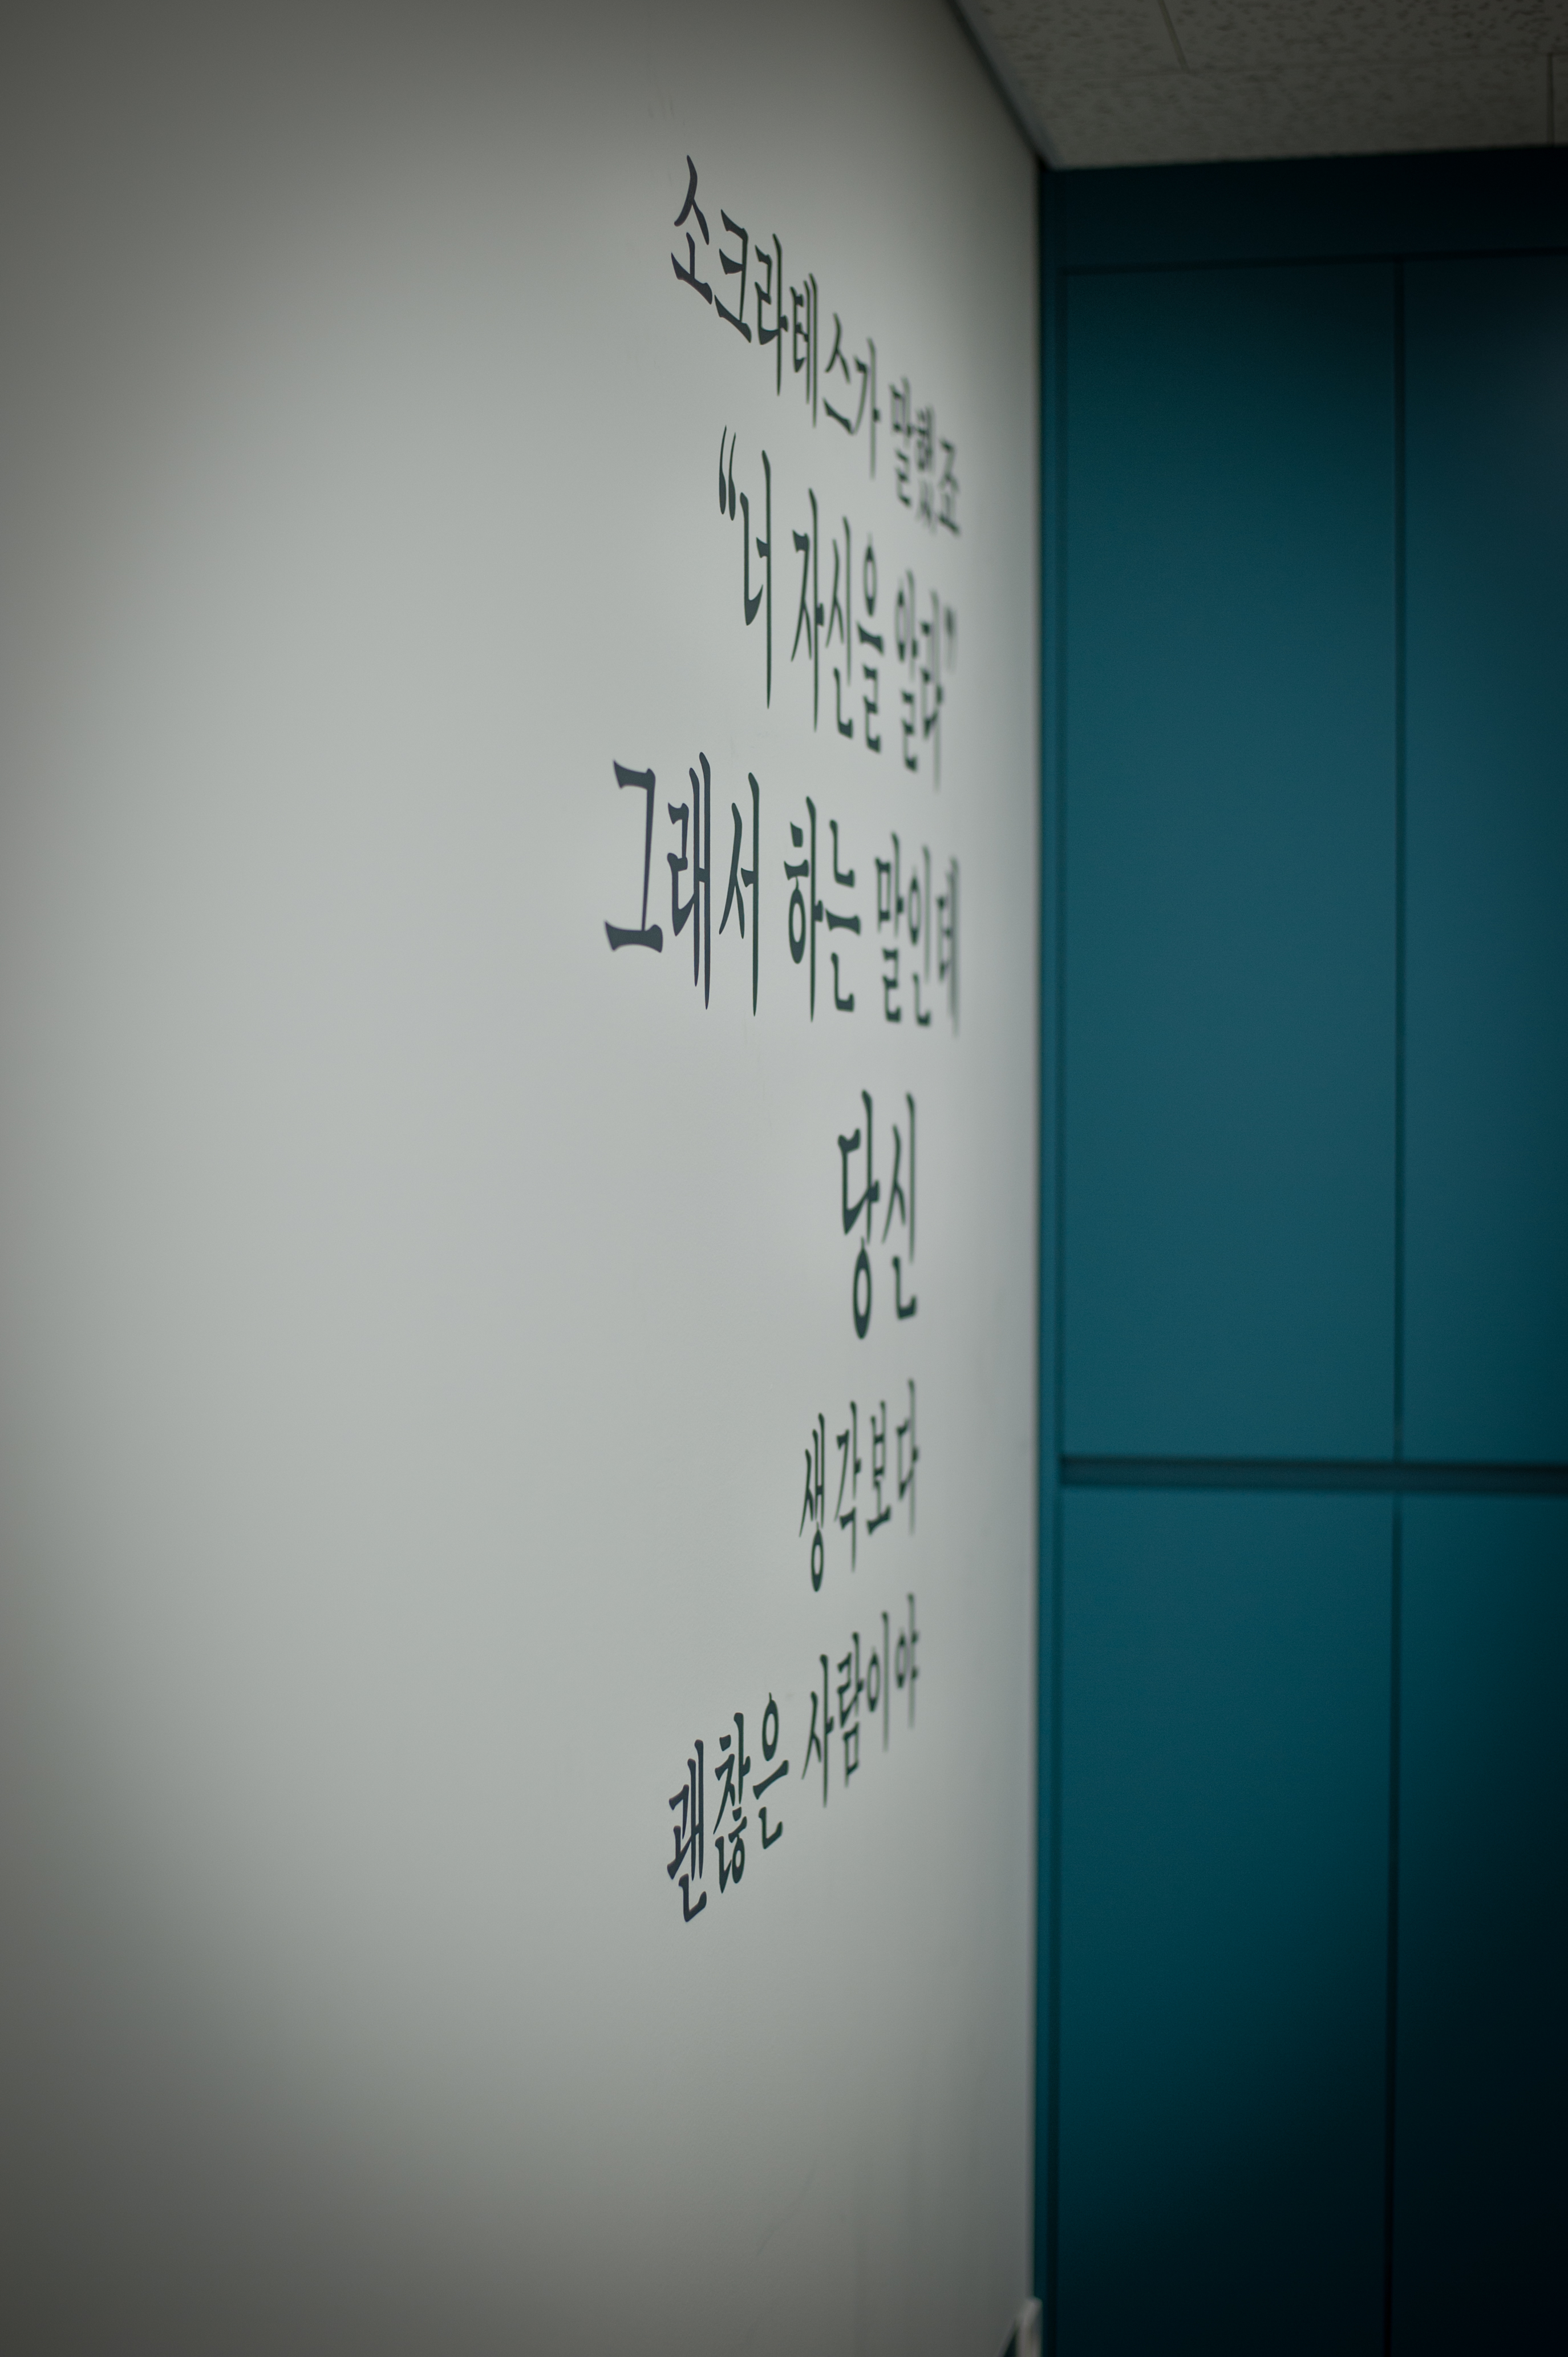 소크라테스가 말했죠
“너 자신을 알라”
그래서 하는 말인데
당신
생각보다
괜찮은 사람이야